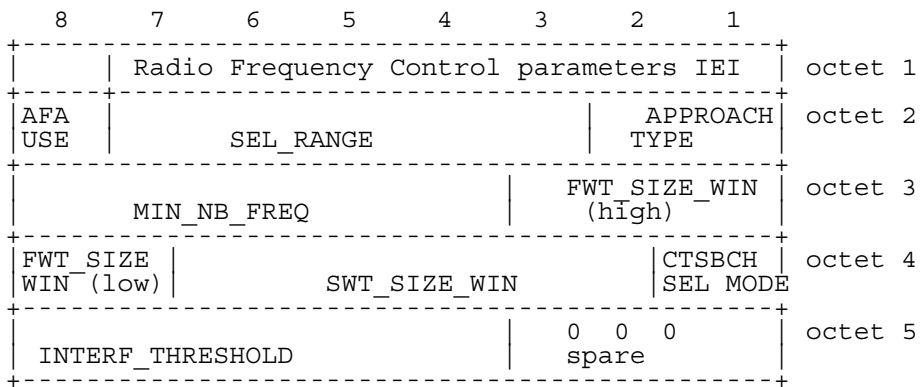 8 7 6 5 4 3 2 1
Radio Frequency Control parameters IEI octet 1
AFA APPROACH octet 2
USE SEL_RANGE TYPE
FWT_SIZE_WIN octet 3
MIN_NB_FREQ (high)
FWT_SIZE CTSBCH octet 4
WIN (low) SWT_SIZE_WIN SEL MODE
0 0 0 octet 5
INTERF_THRESHOLD spare